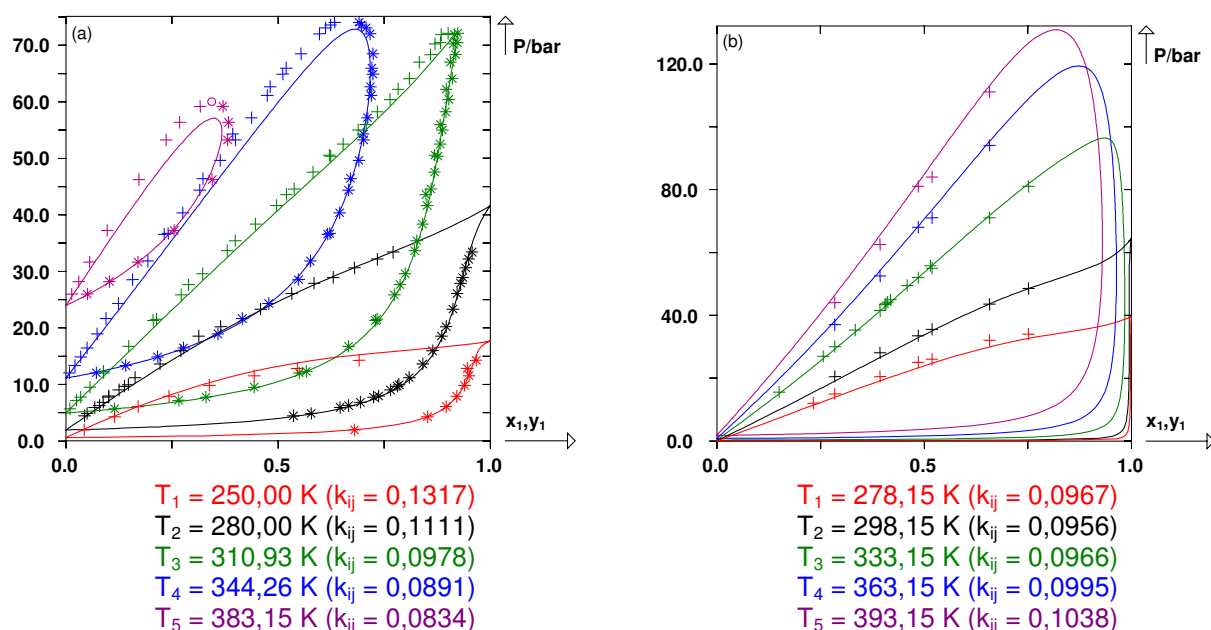 (a)
P/bar
70.0
60.0
50.0
40.0
30.0
20.0
10.0
0.0
0.0
0.5
1.0
x₁,y₁
T₁ = 250,00 K (kᵢⱼ = 0,1317)
T₂ = 280,00 K (kᵢⱼ = 0,1111)
T₃ = 310,93 K (kᵢⱼ = 0,0978)
T₄ = 344,26 K (kᵢⱼ = 0,0891)
T₅ = 383,15 K (kᵢⱼ = 0,0834)
(b)
P/bar
120.0
80.0
40.0
0.0
0.0
0.5
1.0
x₁,y₁
T₁ = 278,15 K (kᵢⱼ = 0,0967)
T₂ = 298,15 K (kᵢⱼ = 0,0956)
T₃ = 333,15 K (kᵢⱼ = 0,0966)
T₄ = 363,15 K (kᵢⱼ = 0,0995)
T₅ = 393,15 K (kᵢⱼ = 0,1038)